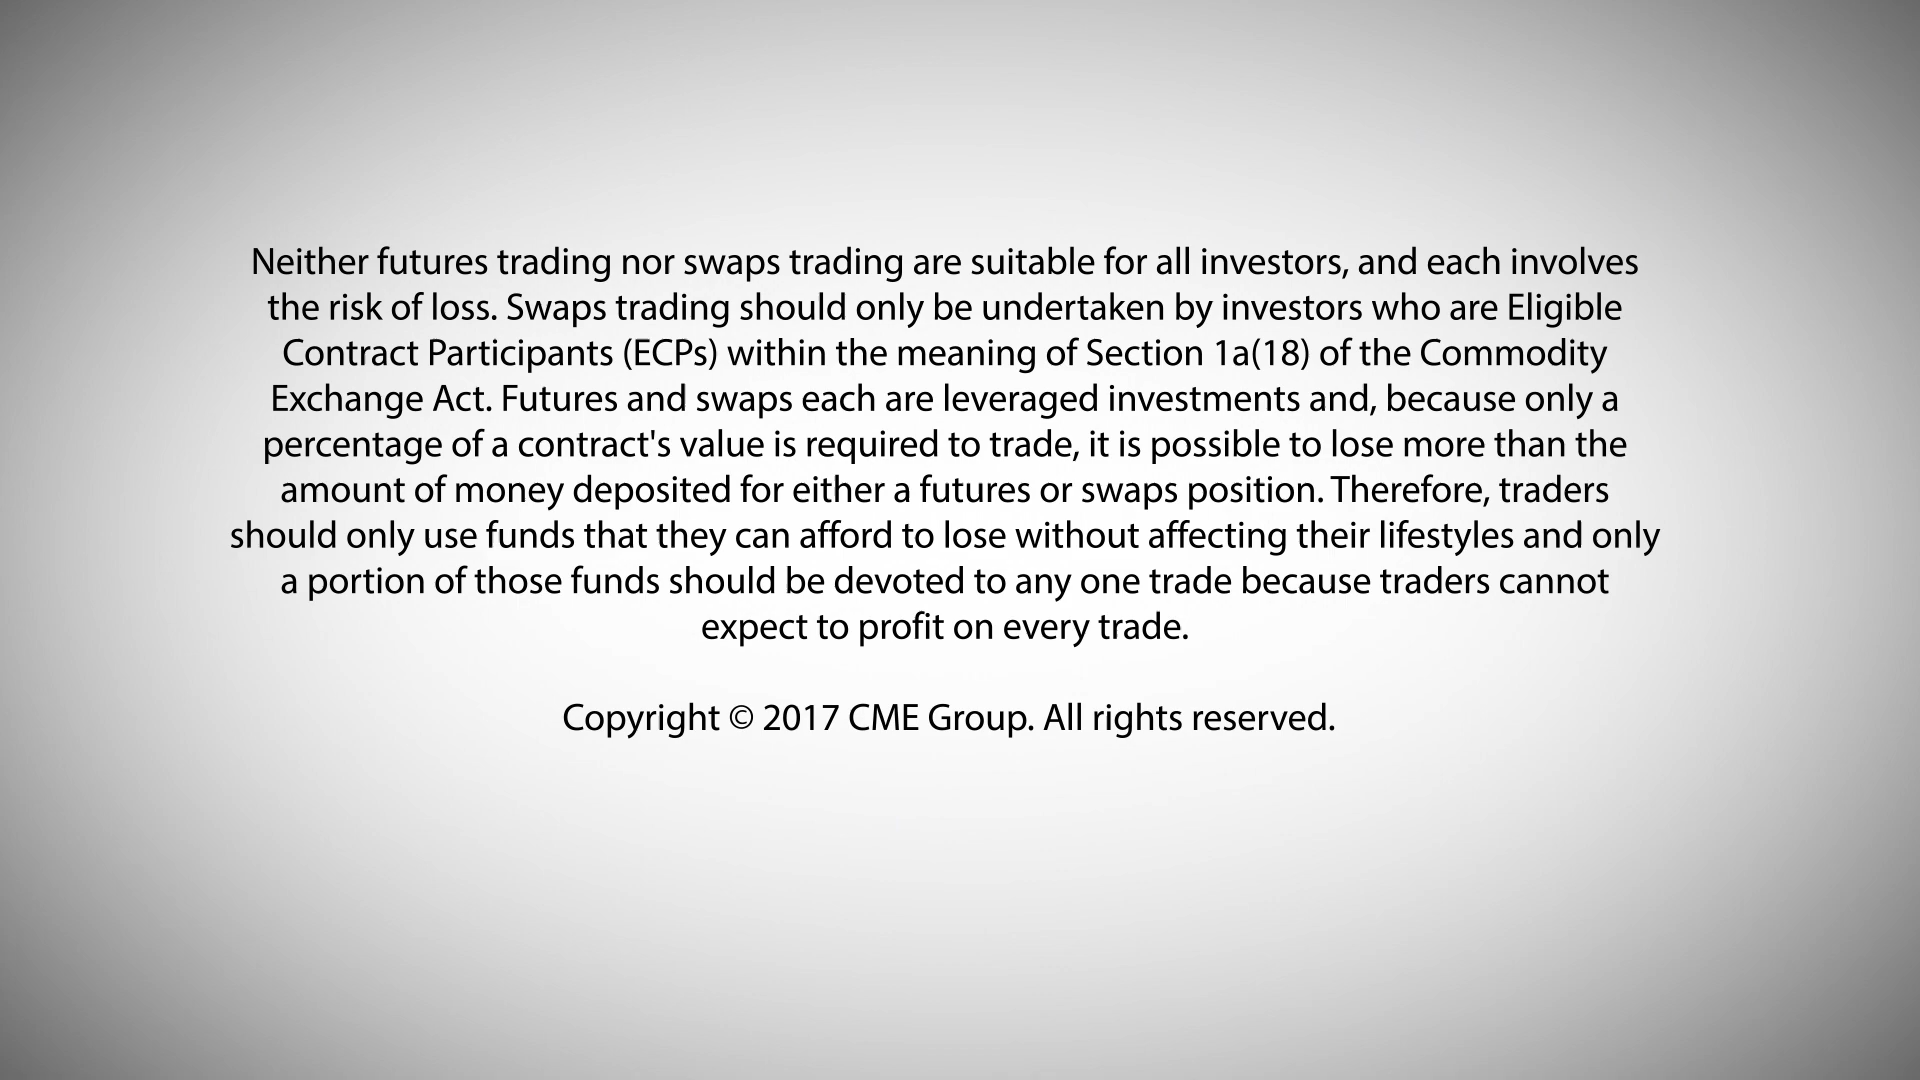 Neither futures trading nor swaps trading are suitable for all investors, and each involves
the risk of loss. Swaps trading should only be undertaken by investors who are Eligible
Contract Participants (ECPs) within the meaning of Section 1a(18) of the Commodity
Exchange Act. Futures and swaps each are leveraged investments and, because only a
percentage of a contract's value is required to trade, it is possible to lose more than the
amount of money deposited for either a futures or swaps position. Therefore, traders
should only use funds that they can afford to lose without affecting their lifestyles and only
a portion of those funds should be devoted to any one trade because traders cannot
expect to profit on every trade.
Copyright © 2017 CME Group. All rights reserved.